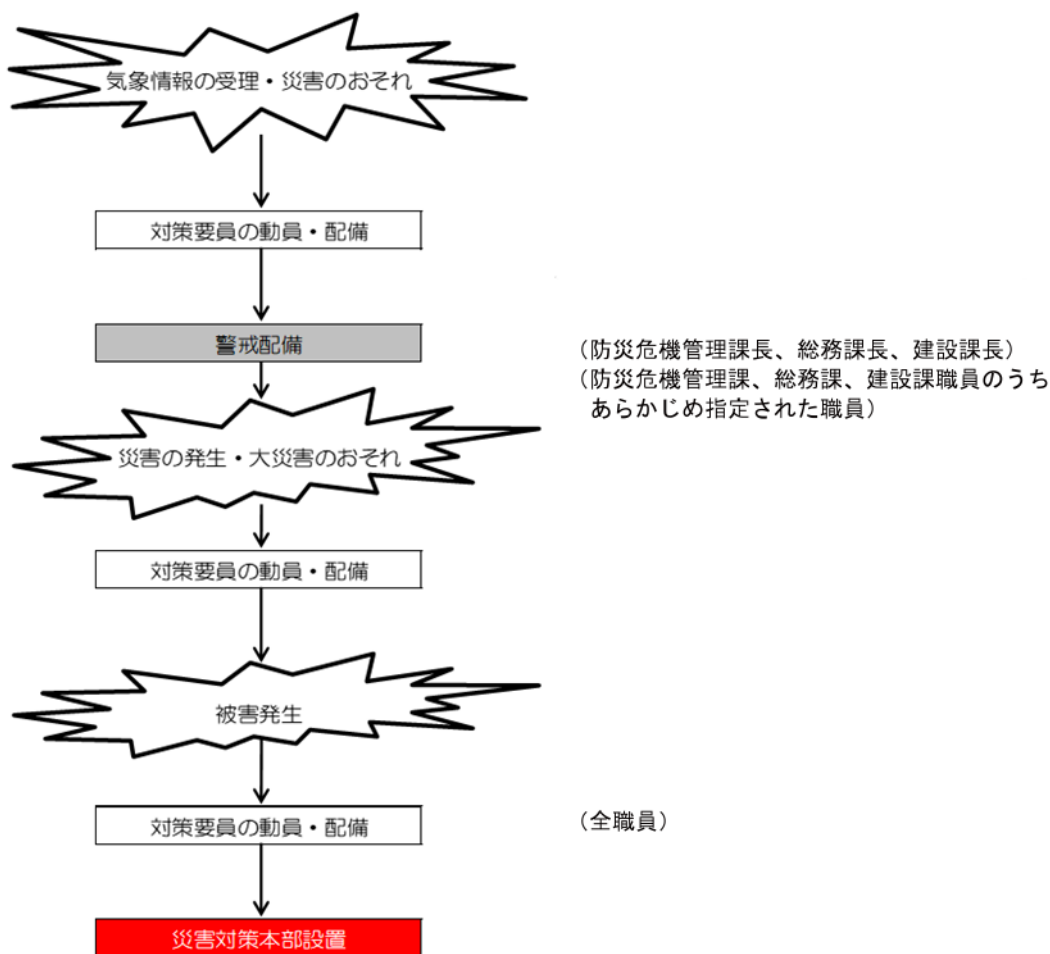 気象情報の受理・災害のおそれ
対策要員の動員・配備
警戒配備
（防災危機管理課長、総務課長、建設課長）
（防災危機管理課、総務課、建設課職員のうち
あらかじめ指定された職員）
災害の発生・大災害のおそれ
対策要員の動員・配備
被害発生
対策要員の動員・配備
（全職員）
災害対策本部設置